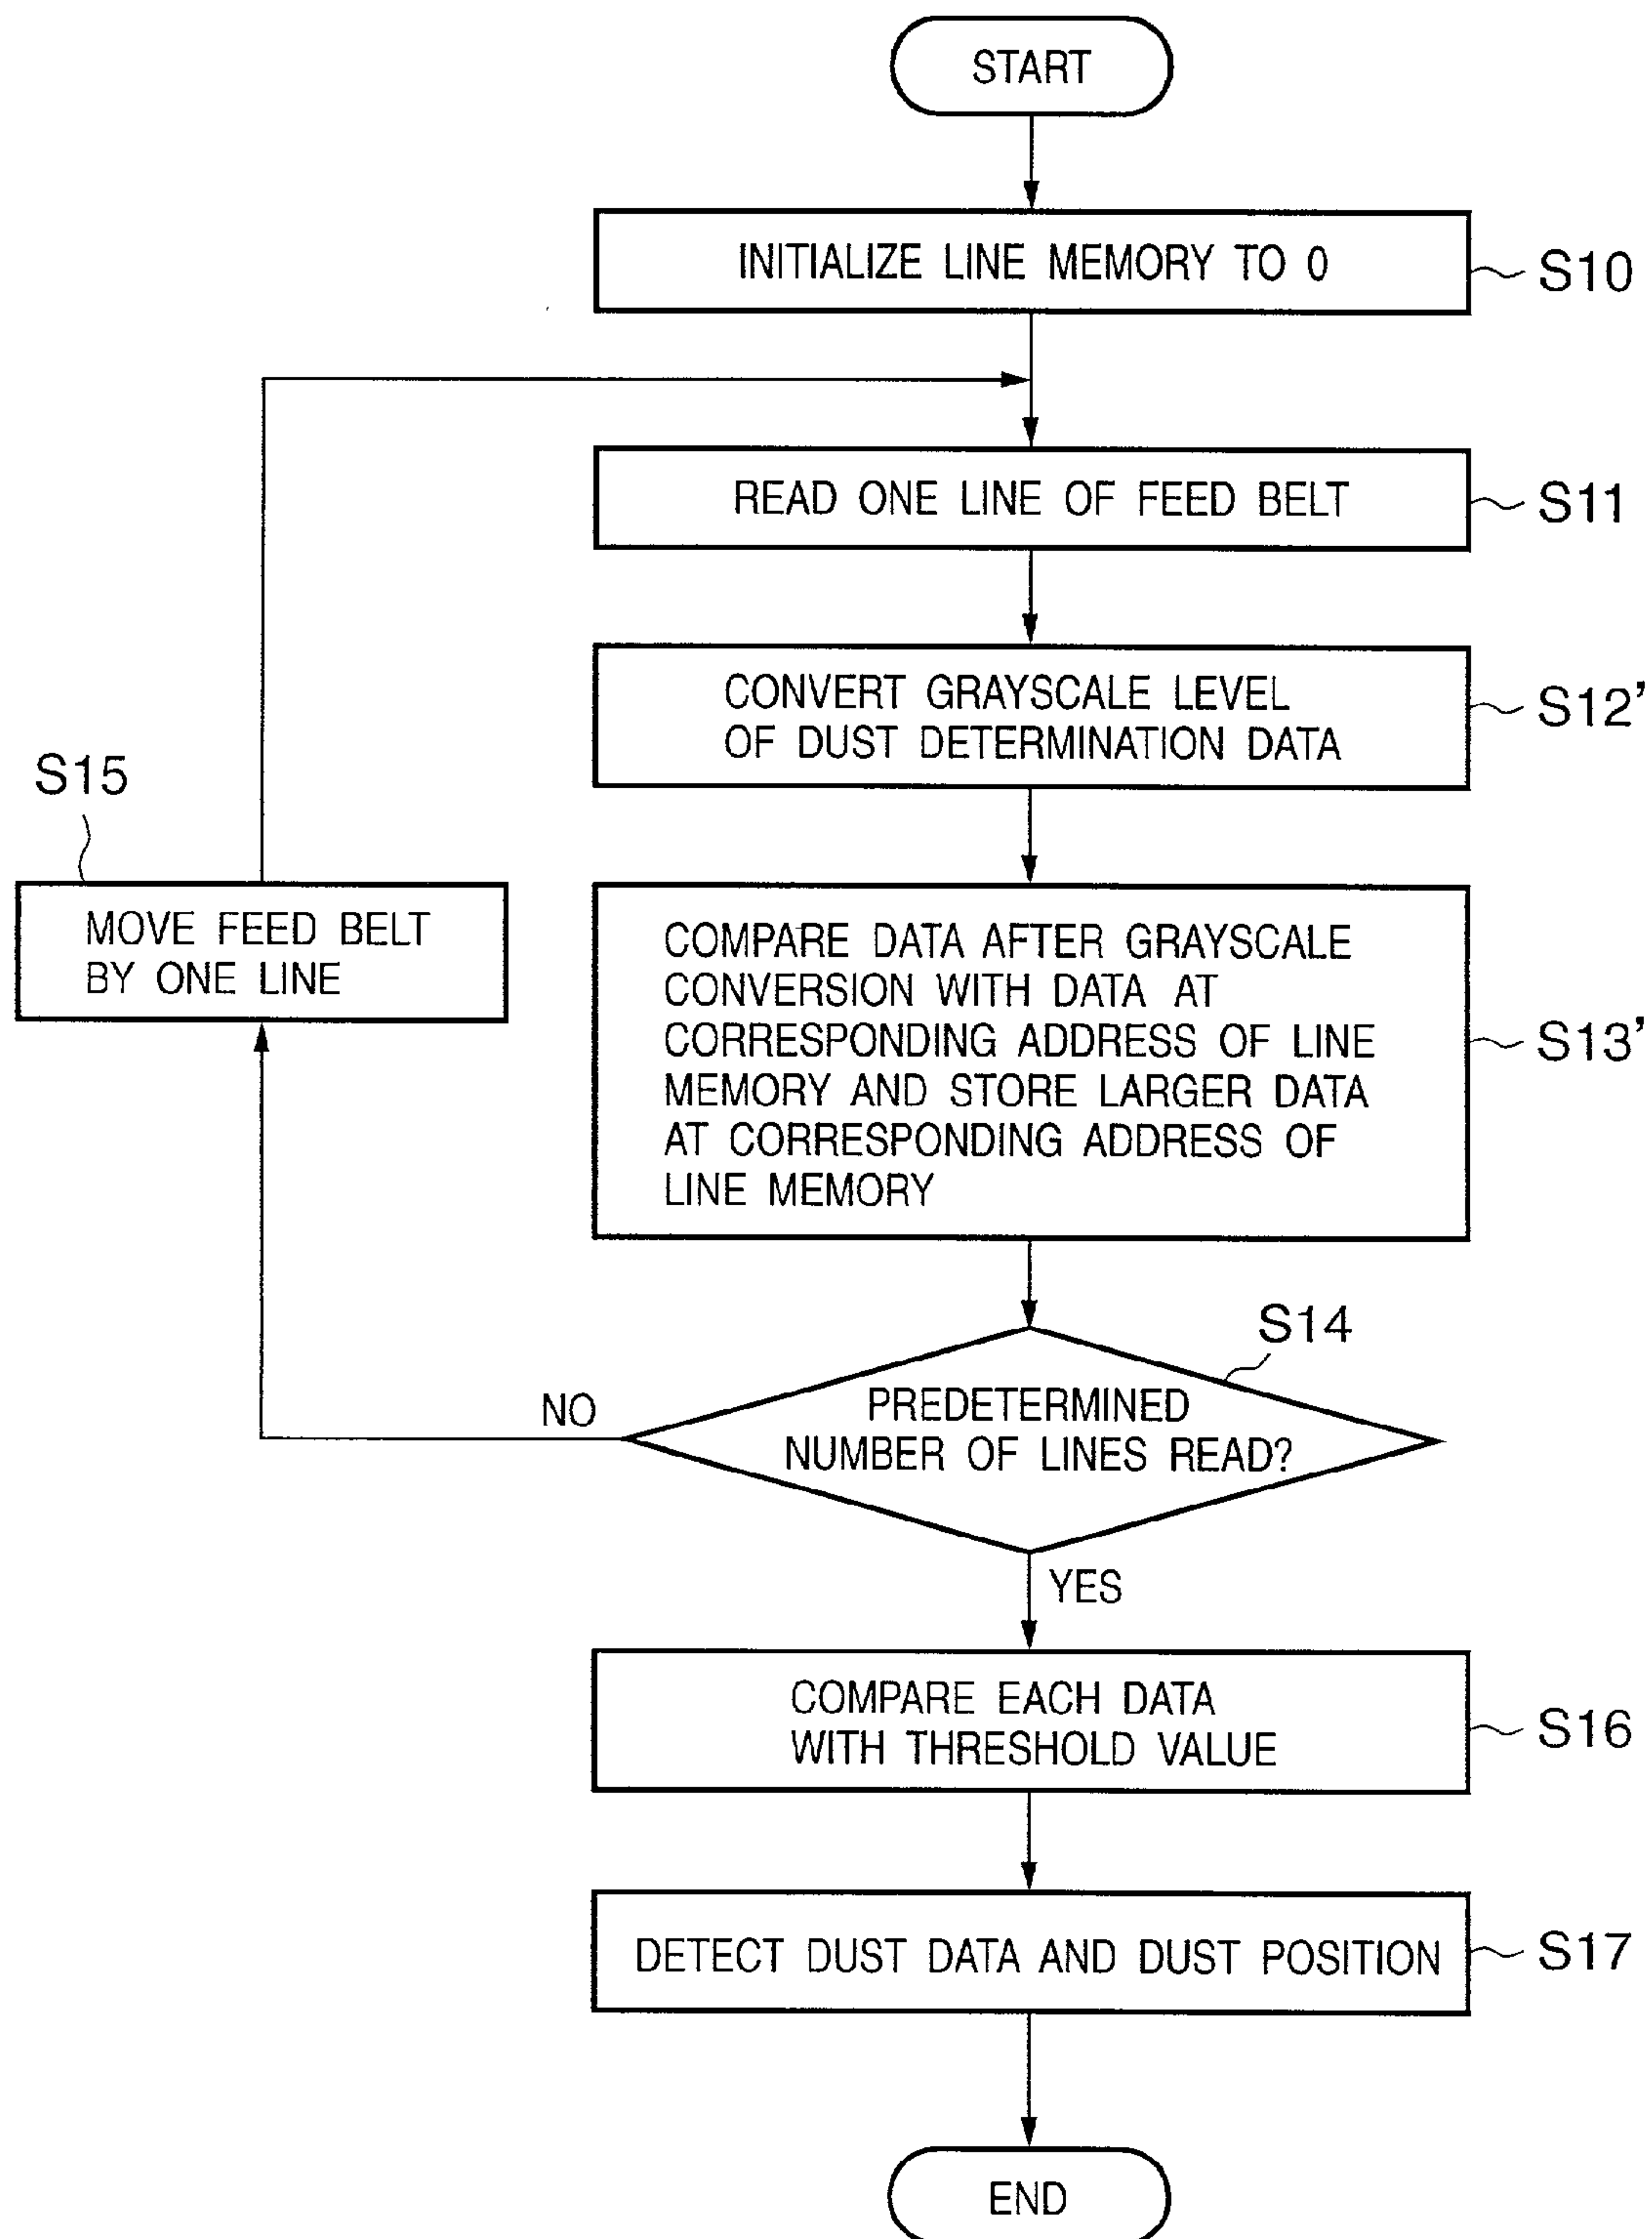 START
INITIALIZE LINE MEMORY TO 0
S10
READ ONE LINE OF FEED BELT
S11
CONVERT GRAYSCALE LEVEL
OF DUST DETERMINATION DATA
S12'
S15
MOVE FEED BELT
BY ONE LINE
COMPARE DATA AFTER GRAYSCALE
CONVERSION WITH DATA AT
CORRESPONDING ADDRESS OF LINE
MEMORY AND STORE LARGER DATA
AT CORRESPONDING ADDRESS OF
LINE MEMORY
S13'
S14
PREDETERMINED
NUMBER OF LINES READ?
NO
YES
COMPARE EACH DATA
WITH THRESHOLD VALUE
S16
DETECT DUST DATA AND DUST POSITION
S17
END